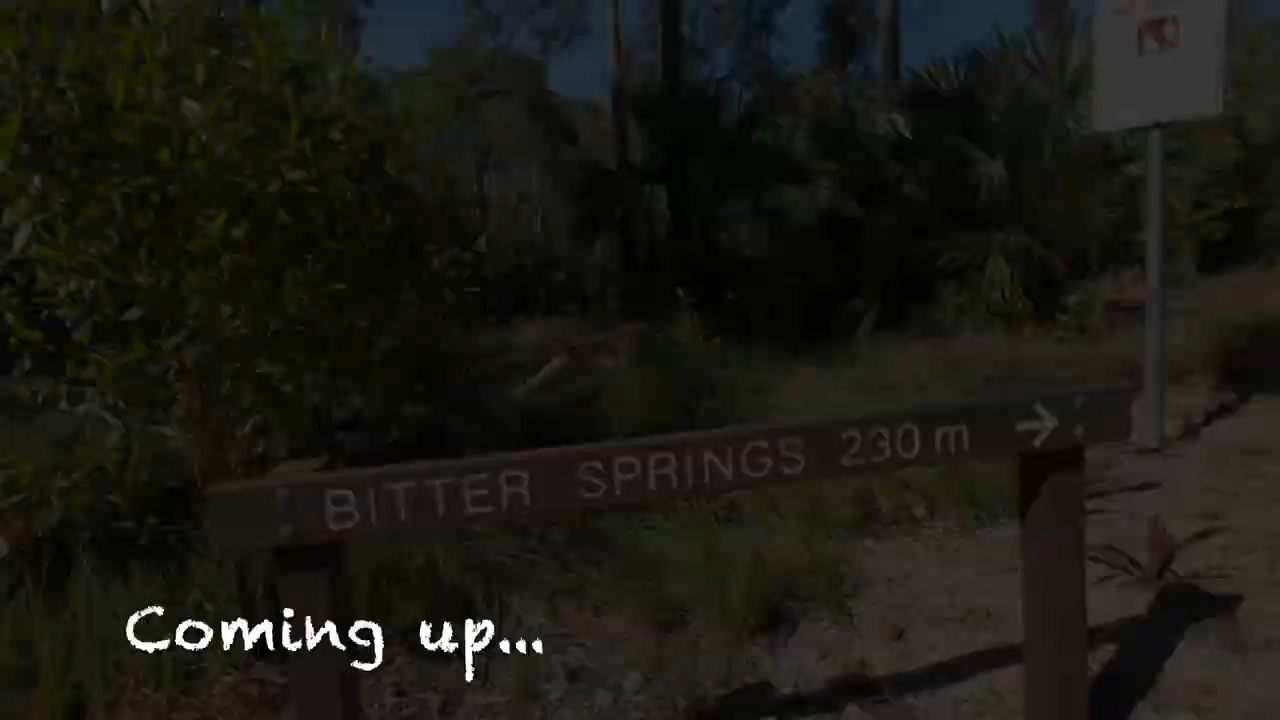 BITTER SPRINGS 230 m →
Coming up...